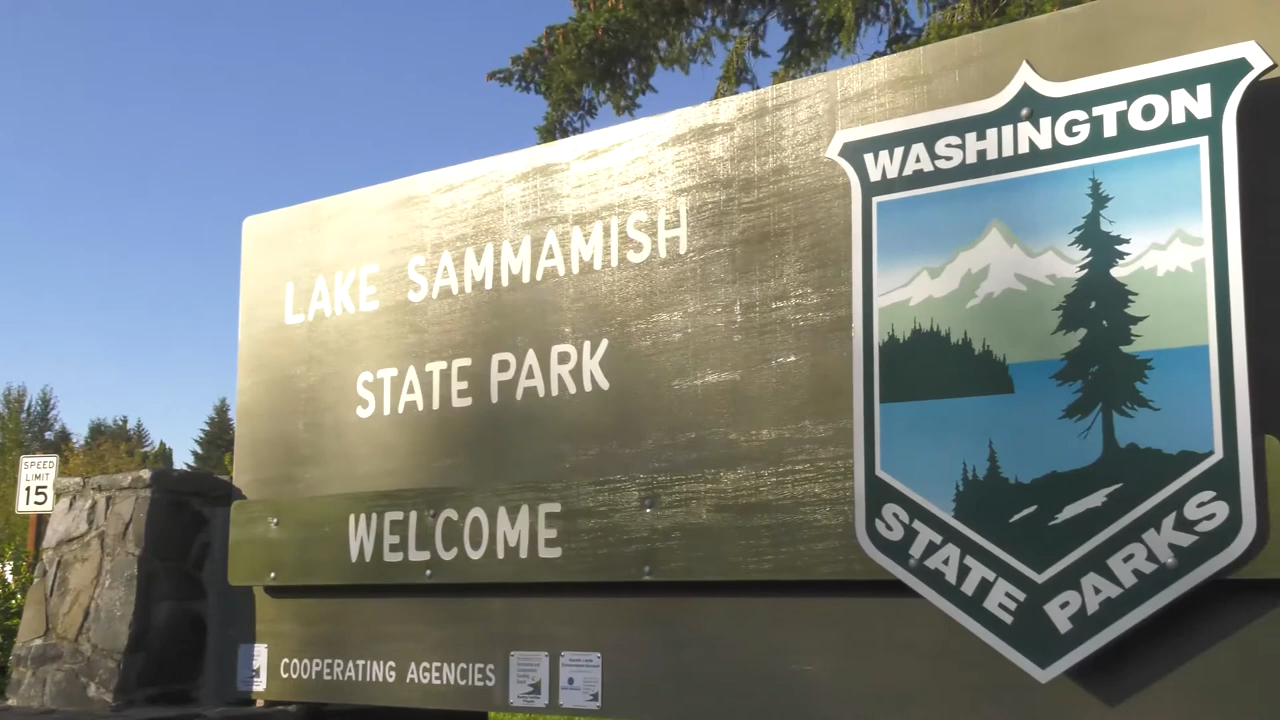 LAKE SAMMAMISH
STATE PARK
WELCOME
WASHINGTON
STATE PARKS
SPEED
LIMIT
15
COOPERATING AGENCIES